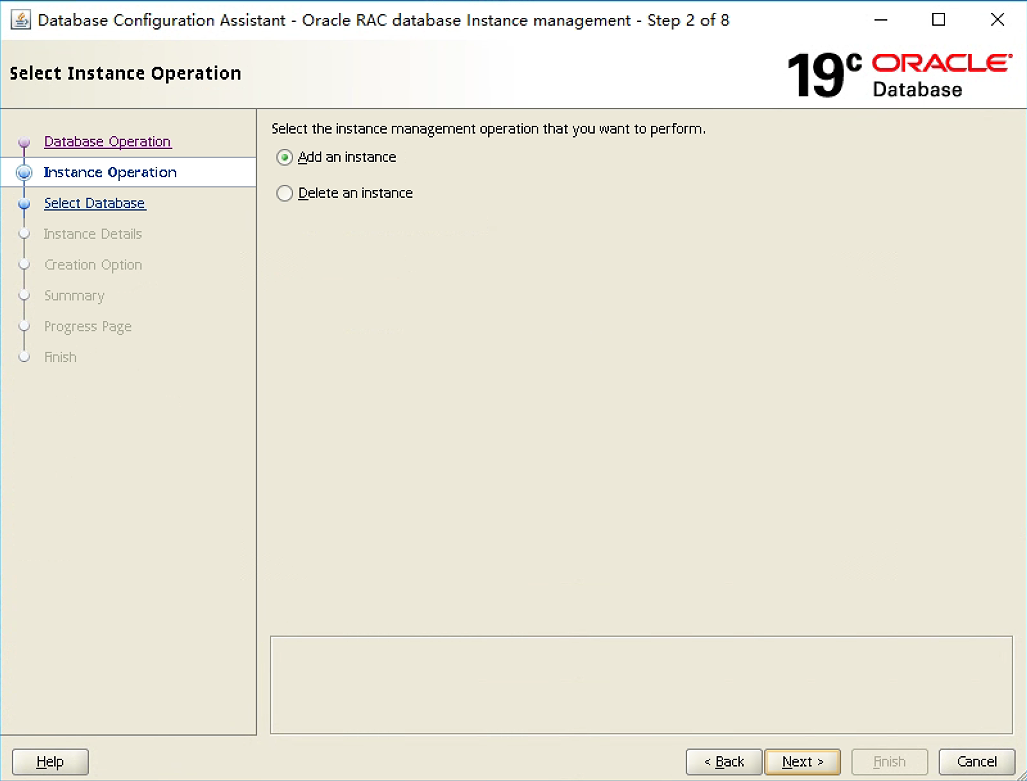 Database Configuration Assistant - Oracle RAC database Instance management - Step 2 of 8
Select Instance Operation
19c ORACLE
Database
Database Operation
Instance Operation
Select Database
Instance Details
Creation Option
Summary
Progress Page
Finish
Select the instance management operation that you want to perform.
Add an instance
Delete an instance
Help
< Back
Next >
Finish
Cancel